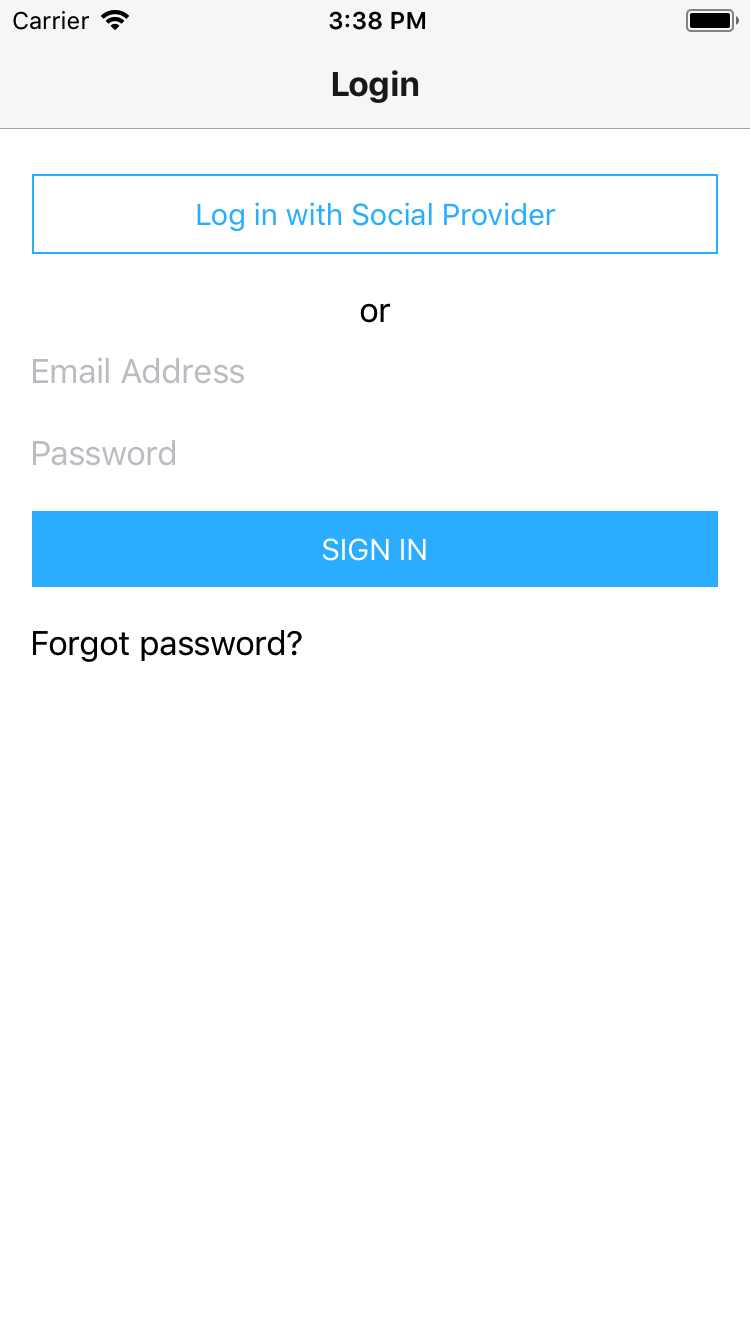 Carrier 3:38 PM
Login
Log in with Social Provider
or
Email Address
Password
SIGN IN
Forgot password?